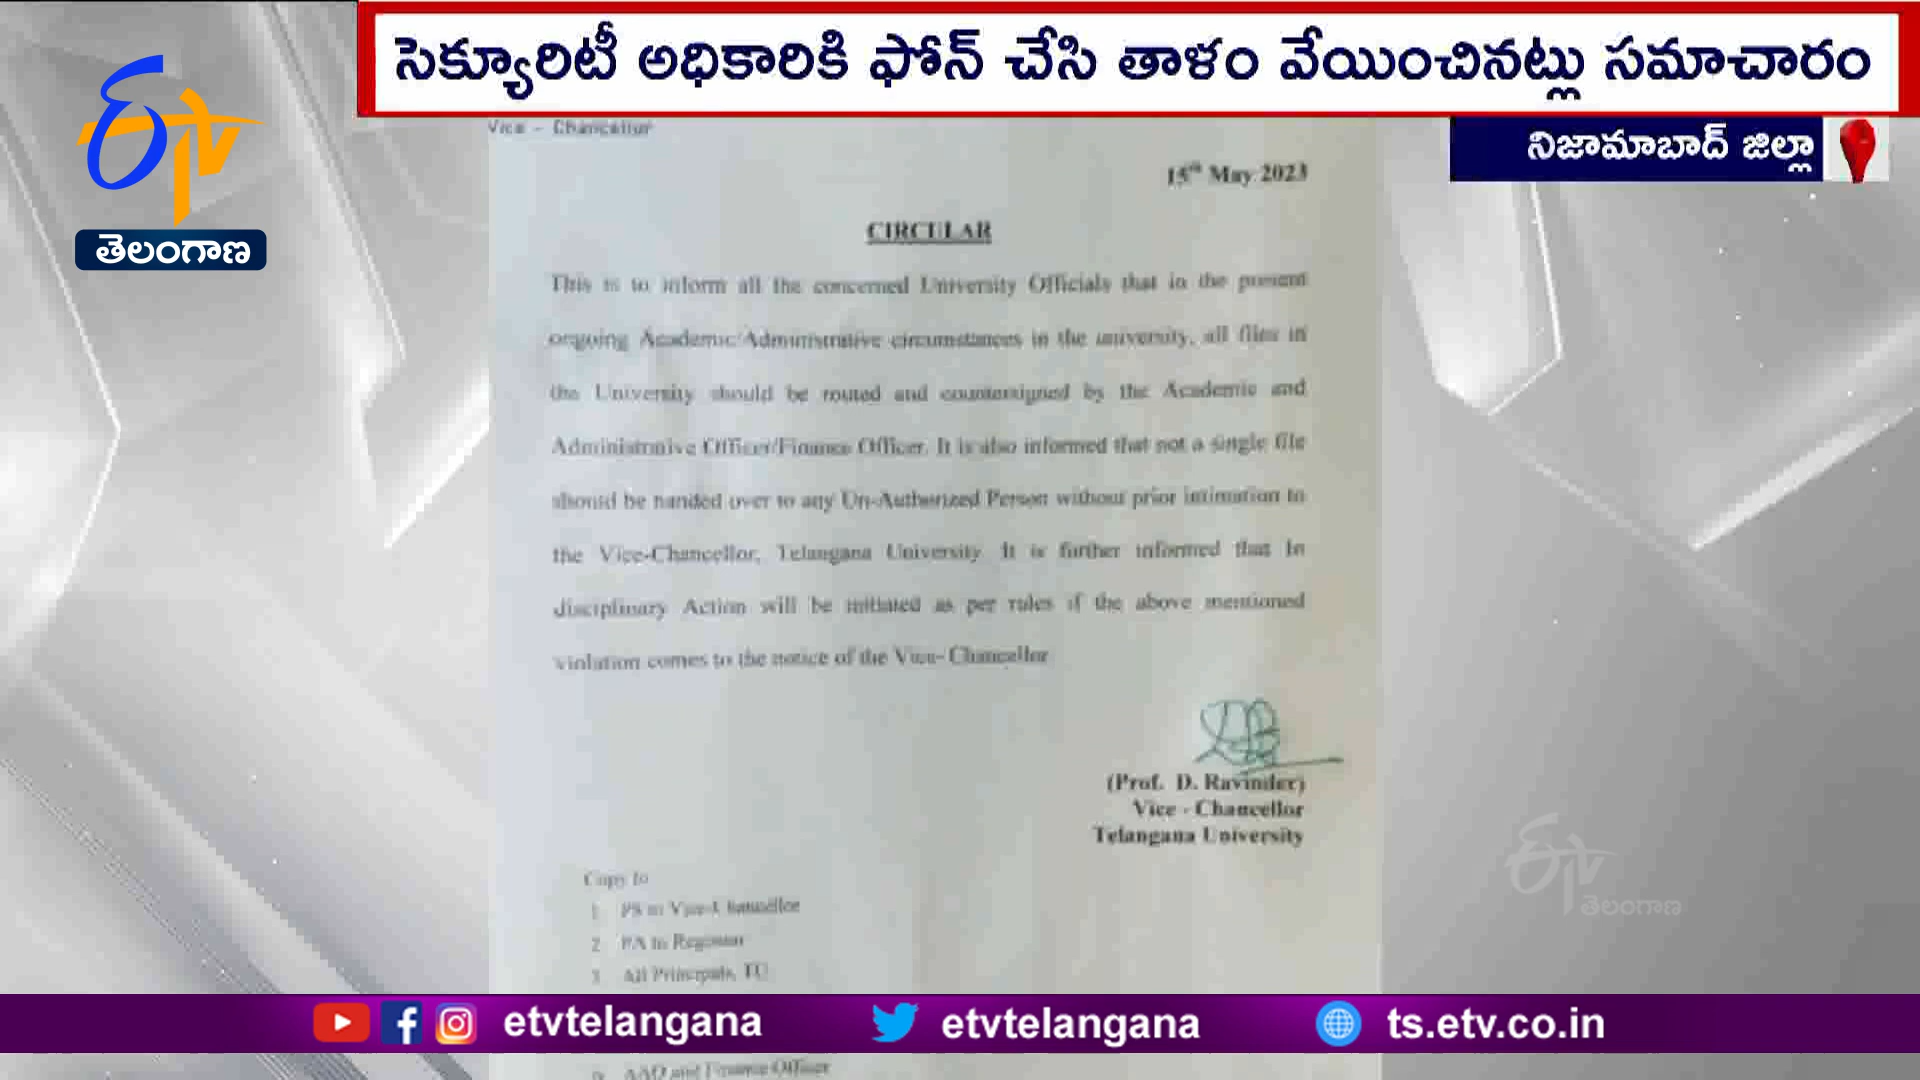 సెక్యూరిటీ అధికారికి ఫోన్ చేసి తాళం వేయించినట్లు సమాచారం
నిజామాబాద్ జిల్లా
ETV
తెలంగాణ
Vice - Chancellor
15th May 2023
CIRCULAR
This is to inform all the concerned University Officials that in the present
ongoing Academic/Administrative circumstances in the university, all files in
the University should be routed and countersigned by the Academic and
Administrative Officer/Finance Officer. It is also informed that not a single file
should be handed over to any Un-Authorized Person without prior intimation to
the Vice-Chancellor, Telangana University. It is further informed that In
disciplinary Action will be initiated as per rules if the above mentioned
violation comes to the notice of the Vice- Chancellor
(Prof. D. Ravinder)
Vice - Chancellor
Telangana University
Copy to
1 PS to Vice-Chancellor
2 PA to Registrar
3 All Principals, TU
AAO and Finance Officer
ETV
తెలంగాణ
etvtelangana
etvtelangana
ts.etv.co.in